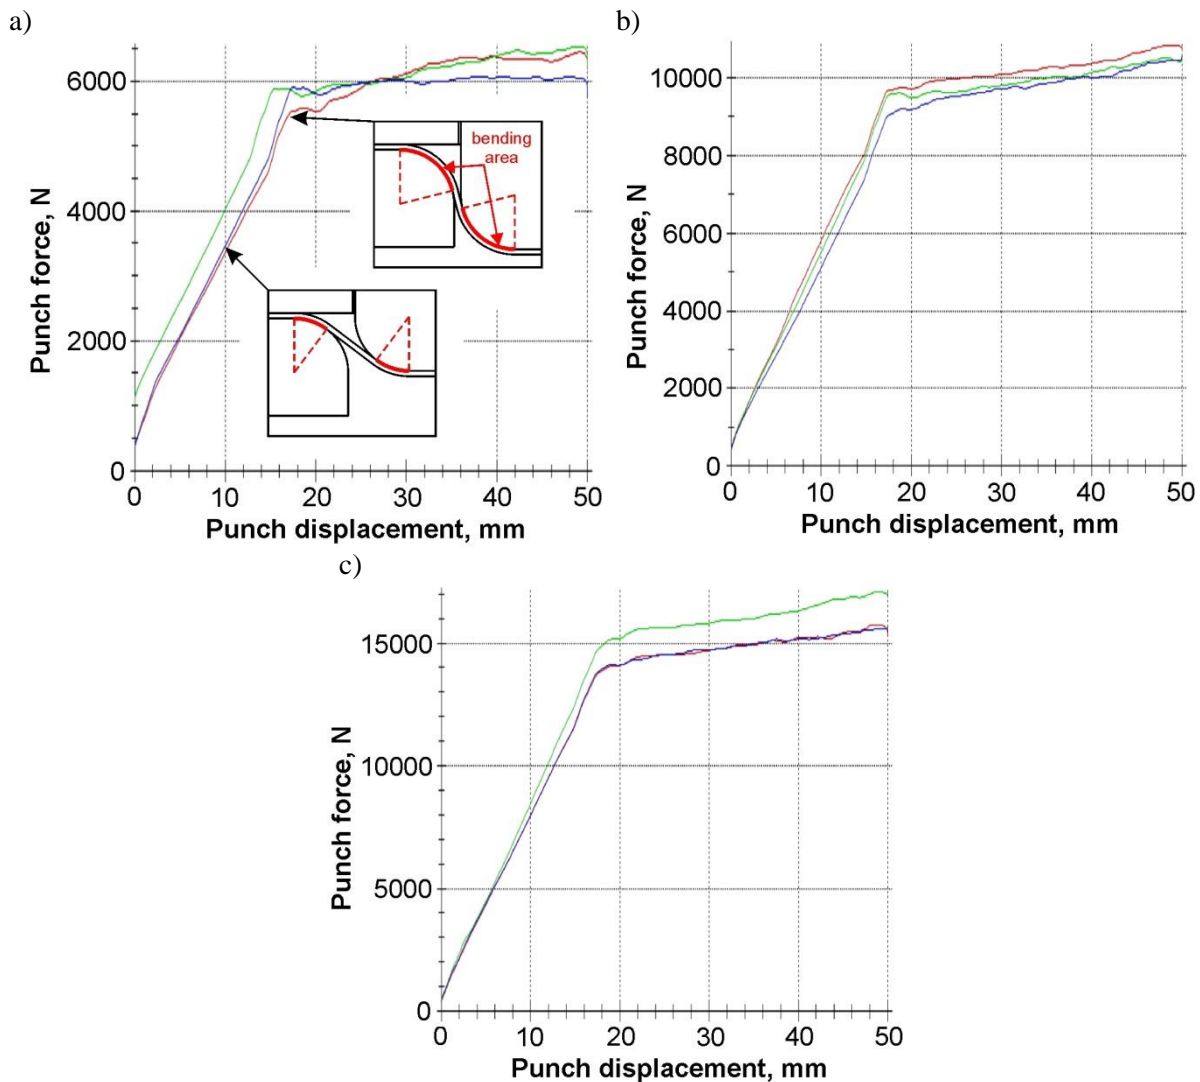 a)
6000
4000
2000
0
Punch force, N
bending
area
0 10 20 30 40 50
Punch displacement, mm
b)
10000
8000
6000
4000
2000
0
Punch force, N
0 10 20 30 40 50
Punch displacement, mm
c)
15000
10000
5000
0
Punch force, N
0 10 20 30 40 50
Punch displacement, mm